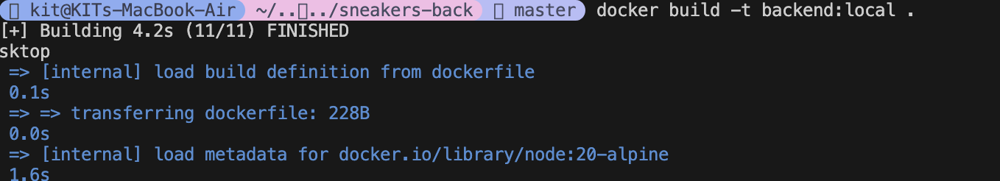 kit@KITs-MacBook-Air ~/..../sneakers-back master docker build -t backend:local .
[+] Building 4.2s (11/11) FINISHED
sktop
=> [internal] load build definition from dockerfile
0.1s
=> => transferring dockerfile: 228B
0.0s
=> [internal] load metadata for docker.io/library/node:20-alpine
1.6s